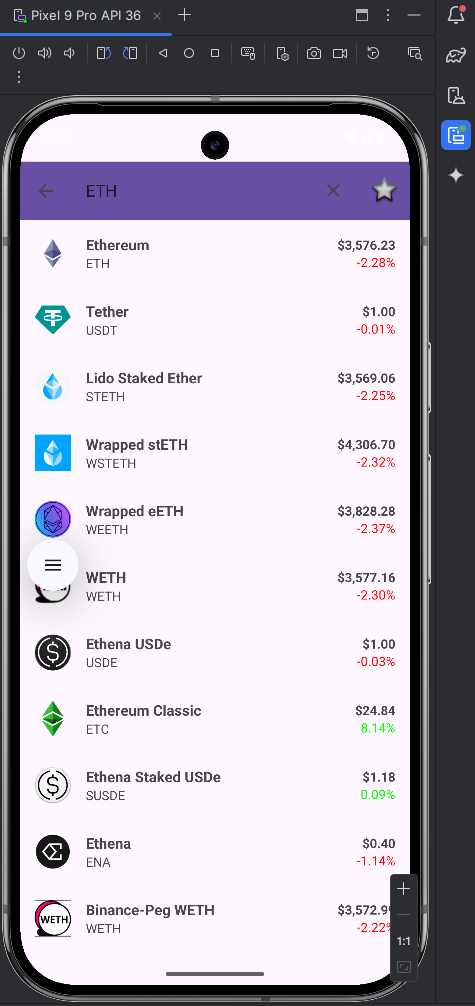 Pixel 9 Pro API 36
ETH
Ethereum $3,576.23
ETH -2.28%
Tether $1.00
USDT -0.01%
Lido Staked Ether $3,569.06
STETH -2.25%
Wrapped stETH $4,306.70
WSTETH -2.32%
Wrapped eETH $3,828.28
WEETH -2.37%
WETH $3,577.16
WETH -2.30%
Ethena USDe $1.00
USDE -0.03%
Ethereum Classic $24.84
ETC 8.14%
Ethena Staked USDe $1.18
SUSDE 0.09%
Ethena $0.40
ENA -1.14%
Binance-Peg WETH $3,572.9
WETH
WETH -2.22%
1:1